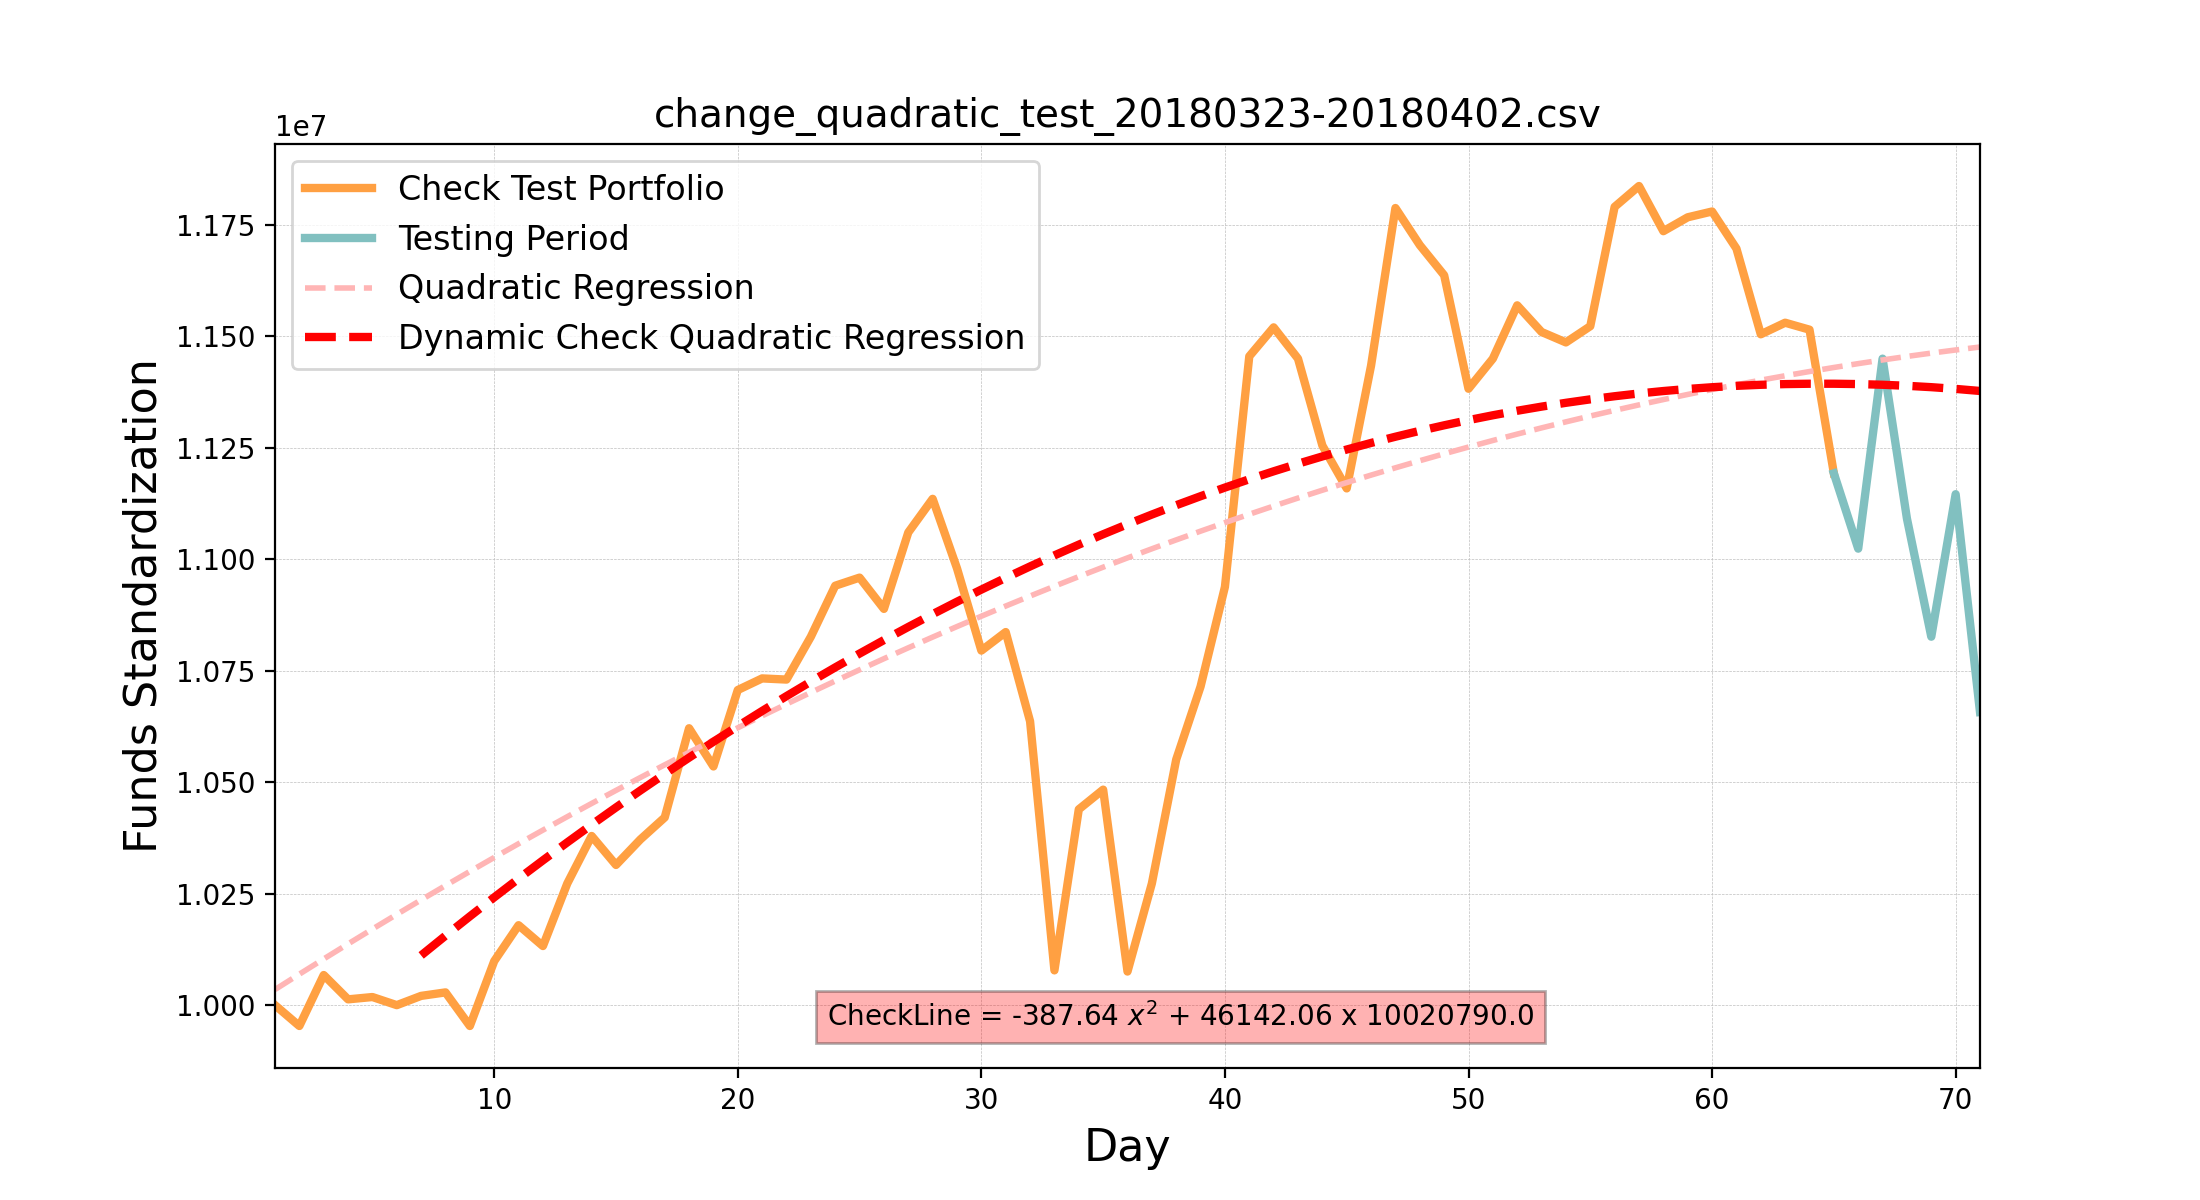 change_quadratic_test_20180323-20180402.csv
1e7
Check Test Portfolio
Testing Period
Quadratic Regression
Dynamic Check Quadratic Regression
Funds Standardization
1.175
1.150
1.125
1.100
1.075
1.050
1.025
1.000
CheckLine = -387.64 x² + 46142.06 x 10020790.0
10 20 30 40 50 60 70
Day